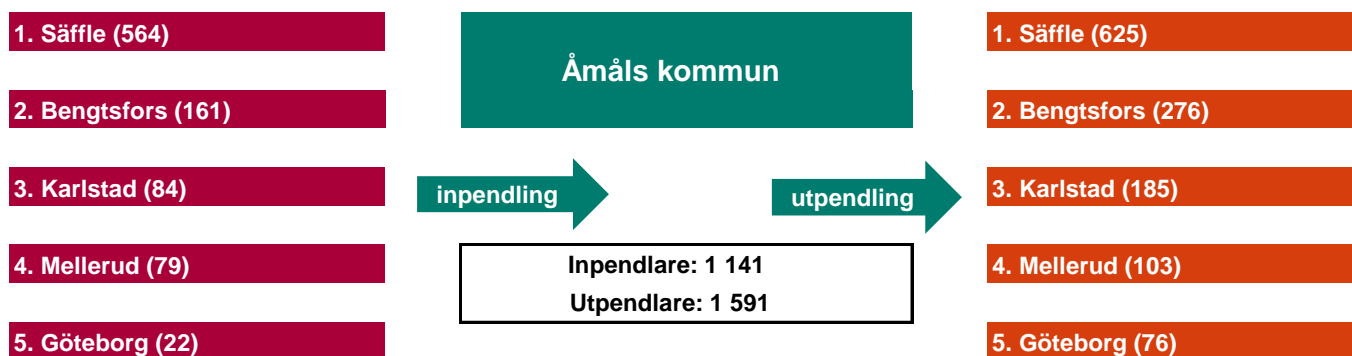 1. Säffle (564)
2. Bengtsfors (161)
3. Karlstad (84)
4. Mellerud (79)
5. Göteborg (22)
Åmåls kommun
inpendling
utpendling
Inpendlare: 1 141
Utpendlare: 1 591
1. Säffle (625)
2. Bengtsfors (276)
3. Karlstad (185)
4. Mellerud (103)
5. Göteborg (76)